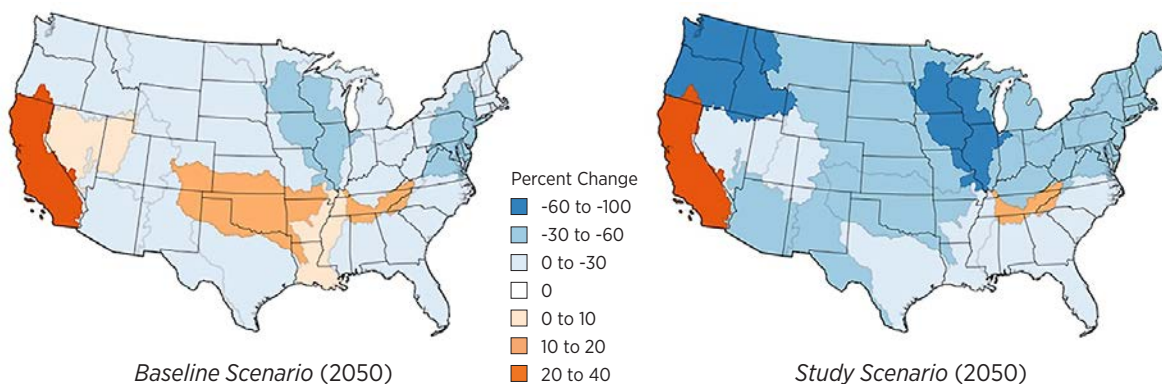 Percent Change
-60 to -100
-30 to -60
0 to -30
0
0 to 10
10 to 20
20 to 40
Baseline Scenario (2050)
Study Scenario (2050)